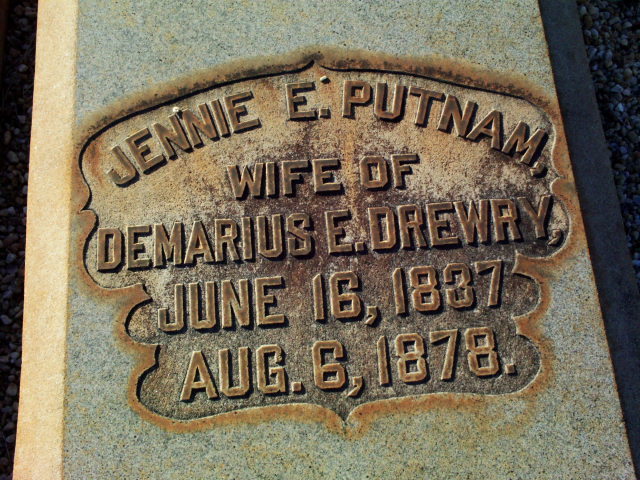 JENNIE E. PUTNAM,
WIFE OF
DEMARIUS E. DREWRY,
JUNE 16, 1837
AUG. 6, 1878.